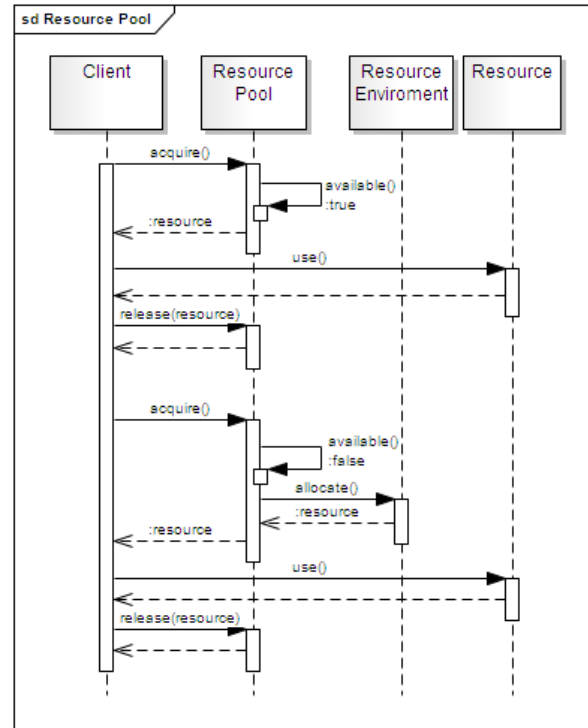 sd Resource Pool
Client
Resource
Pool
Resource
Enviroment
Resource
acquire()
available()
:true
:resource
use()
release(resource)
acquire()
available()
:false
allocate()
:resource
:resource
use()
release(resource)